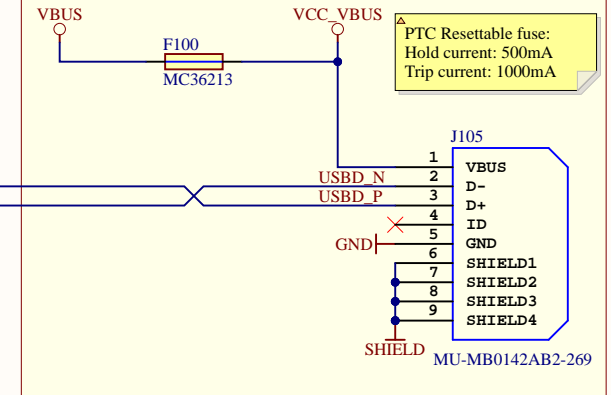 VBUS
VCC_VBUS
F100
MC36213
PTC Resettable fuse:
Hold current: 500mA
Trip current: 1000mA
J105
1 VBUS
USBD_N 2 D-
USBD_P 3 D+
4 ID
GND 5 GND
6 SHIELD1
7 SHIELD2
8 SHIELD3
9 SHIELD4
SHIELD
MU-MB0142AB2-269